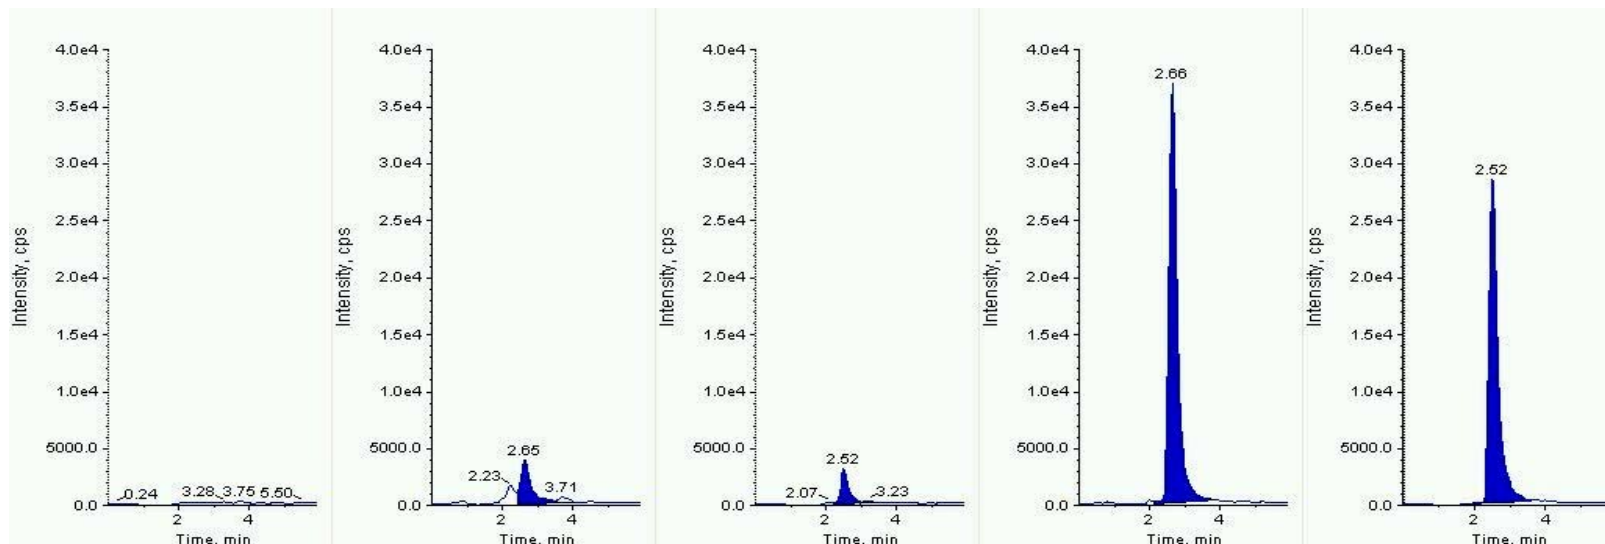 4.0e4
3.5e4
3.0e4
2.5e4
2.0e4
1.5e4
1.0e4
5000.0
0.0
Intensity, cps
0.24
3.28
3.75
5.50
2
4
Time, min
4.0e4
3.5e4
3.0e4
2.5e4
2.0e4
1.5e4
1.0e4
5000.0
0.0
Intensity, cps
2.65
2.23
3.71
2
4
Time, min
4.0e4
3.5e4
3.0e4
2.5e4
2.0e4
1.5e4
1.0e4
5000.0
0.0
Intensity, cps
2.52
2.07
3.23
2
4
Time, min
4.0e4
3.5e4
3.0e4
2.5e4
2.0e4
1.5e4
1.0e4
5000.0
0.0
Intensity, cps
2.66
2
4
Time, min
4.0e4
3.5e4
3.0e4
2.5e4
2.0e4
1.5e4
1.0e4
5000.0
0.0
Intensity, cps
2.52
2
4
Time, min